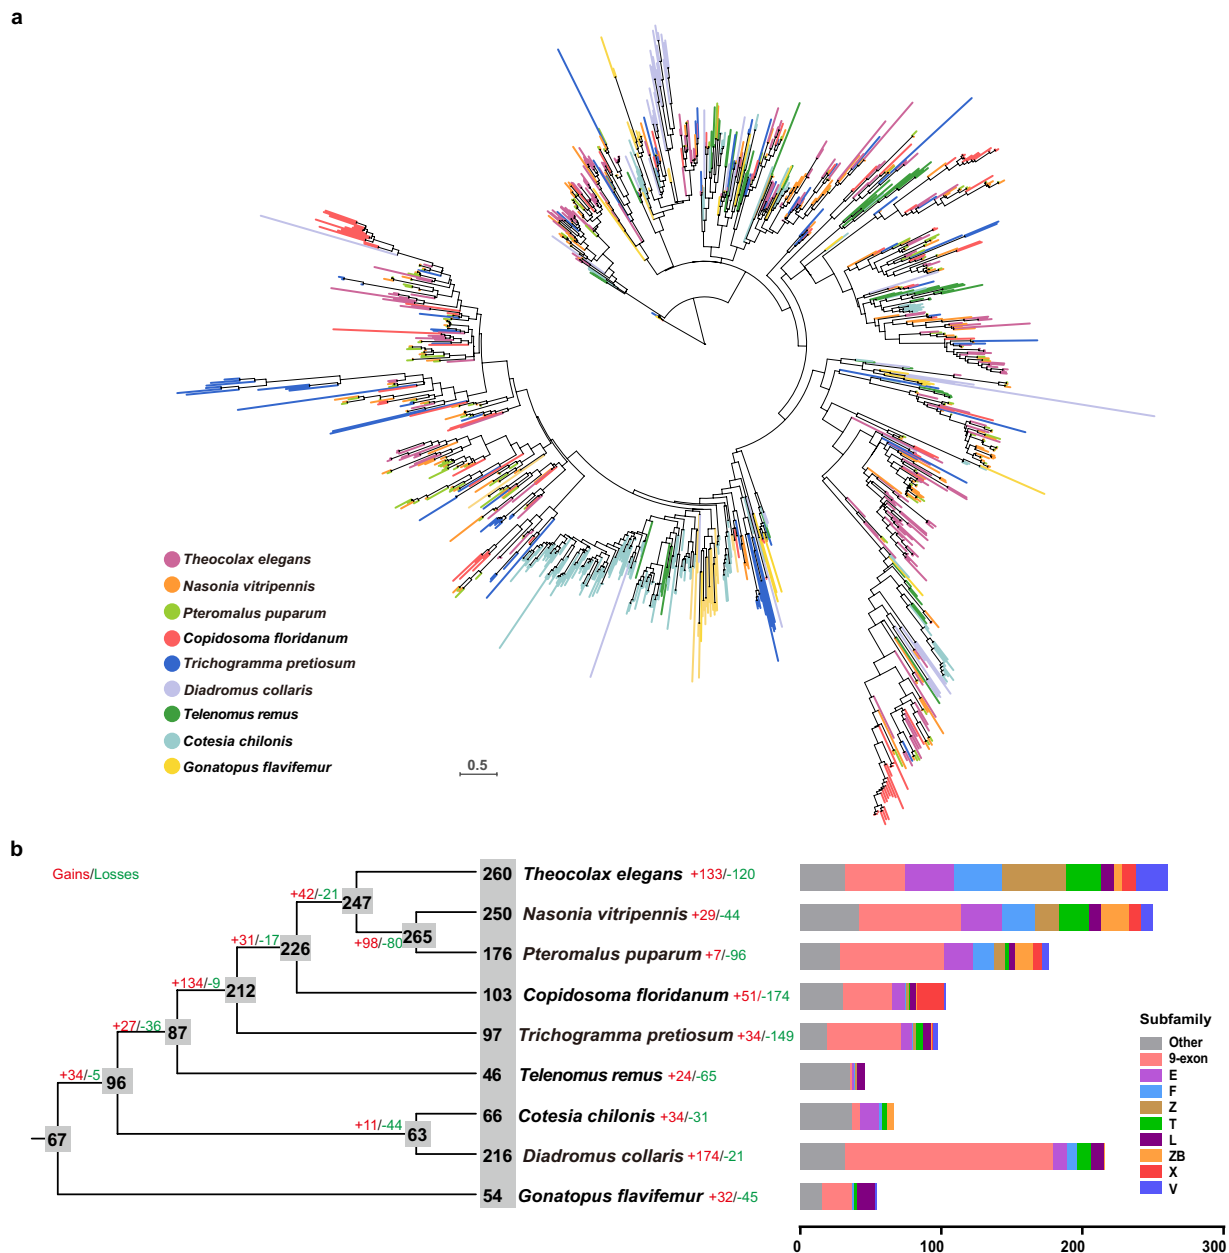 a
Theocolax elegans
Nasonia vitripennis
Pteromalus puparum
Copidosoma floridanum
Trichogramma pretiosum
Diadromus collaris
Telenomus remus
Cotesia chilonis
Gonatopus flavifemur
0.5
b
Gains/Losses
260 Theocolax elegans +133/-120
+42/-21
247
250 Nasonia vitripennis +29/-44
+31/-17
+98/-80
265
226
176 Pteromalus puparum +7/-96
+134/-9
212
103 Copidosoma floridanum +51/-174
+27/-36
87
97 Trichogramma pretiosum +34/-149
+34/-5
96
46 Telenomus remus +24/-65
66 Cotesia chilonis +34/-31
+11/-44
63
67
216 Diadromus collaris +174/-21
54 Gonatopus flavifemur +32/-45
Subfamily
Other
9-exon
E
F
Z
T
L
ZB
X
V
0 100 200 300